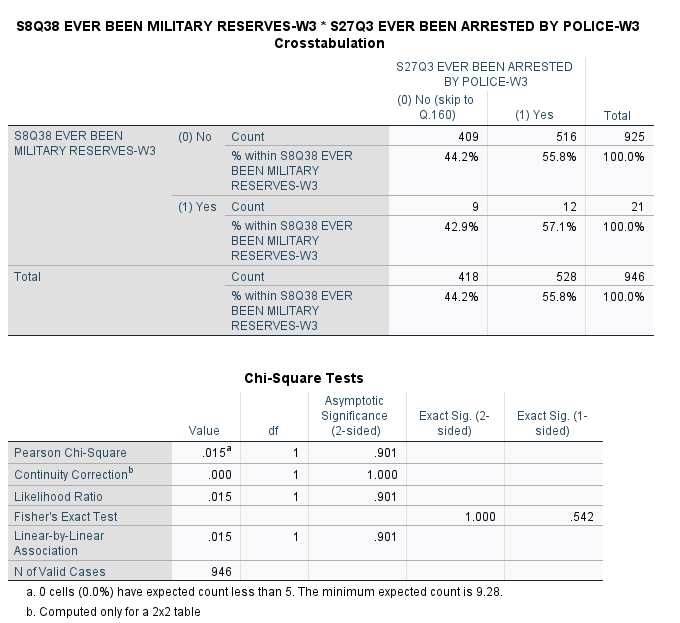 S8Q38 EVER BEEN MILITARY RESERVES-W3 * S27Q3 EVER BEEN ARRESTED BY POLICE-W3
Crosstabulation
S27Q3 EVER BEEN ARRESTED
BY POLICE-W3
(0) No (skip to
Q.160) (1) Yes Total
S8Q38 EVER BEEN
MILITARY RESERVES-W3 (0) No Count 409 516 925
% within S8Q38 EVER
BEEN MILITARY
RESERVES-W3 44.2% 55.8% 100.0%
(1) Yes Count 9 12 21
% within S8Q38 EVER
BEEN MILITARY
RESERVES-W3 42.9% 57.1% 100.0%
Total Count 418 528 946
% within S8Q38 EVER
BEEN MILITARY
RESERVES-W3 44.2% 55.8% 100.0%
Chi-Square Tests
Value df Asymptotic
Significance
(2-sided) Exact Sig. (2-
sided) Exact Sig. (1-
sided)
Pearson Chi-Square .015a 1 .901
Continuity Correctionb .000 1 1.000
Likelihood Ratio .015 1 .901
Fisher's Exact Test 1.000 .542
Linear-by-Linear
Association .015 1 .901
N of Valid Cases 946
a. 0 cells (0.0%) have expected count less than 5. The minimum expected count is 9.28.
b. Computed only for a 2x2 table